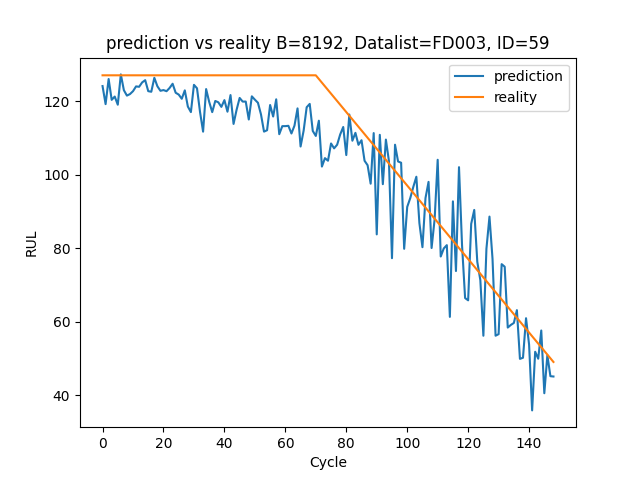 prediction vs reality B=8192, Datalist=FD003, ID=59
prediction
reality
120
100
80
60
40
RUL
0 20 40 60 80 100 120 140
Cycle